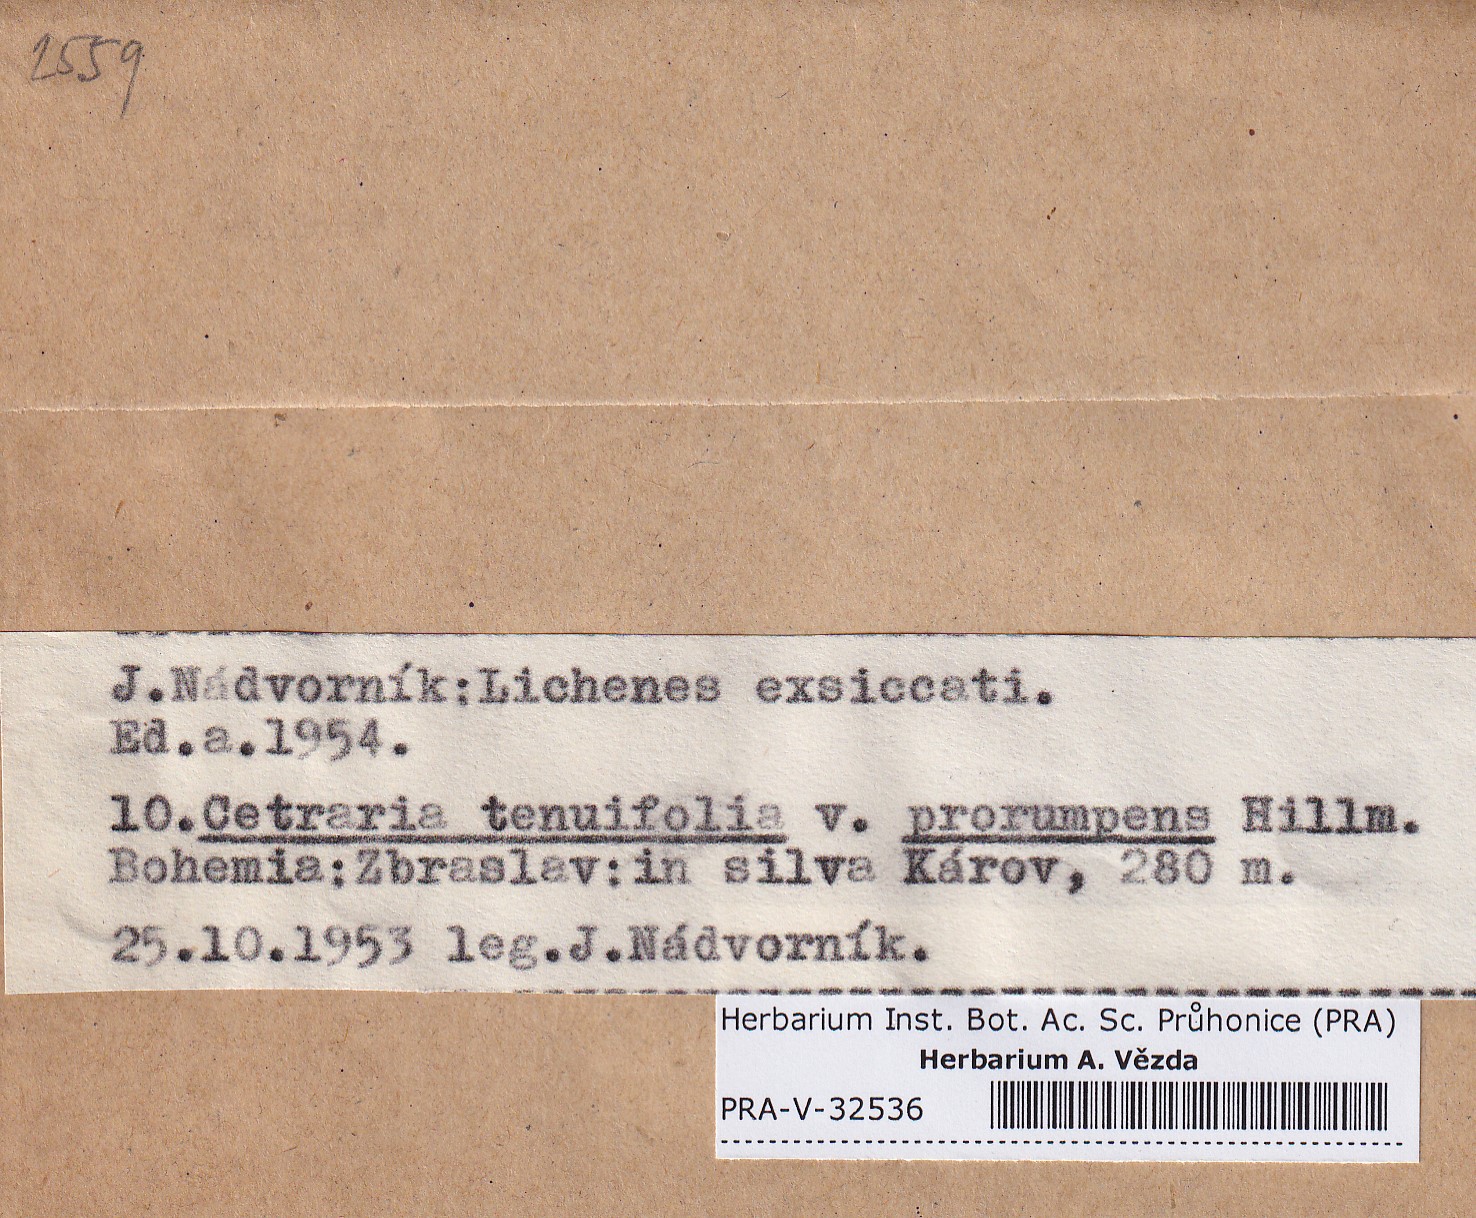 2559
J.Nádvorník:Lichenes exsiccati.
Ed.a.1954.
10.Cetraria tenuifolia v. prorumpens Hillm.
Bohemia:Zbraslav:in silva Károv, 280 m.
25.10.1953 leg.J.Nádvorník.
Herbarium Inst. Bot. Ac. Sc. Průhonice (PRA)
Herbarium A. Vězda
PRA-V-32536